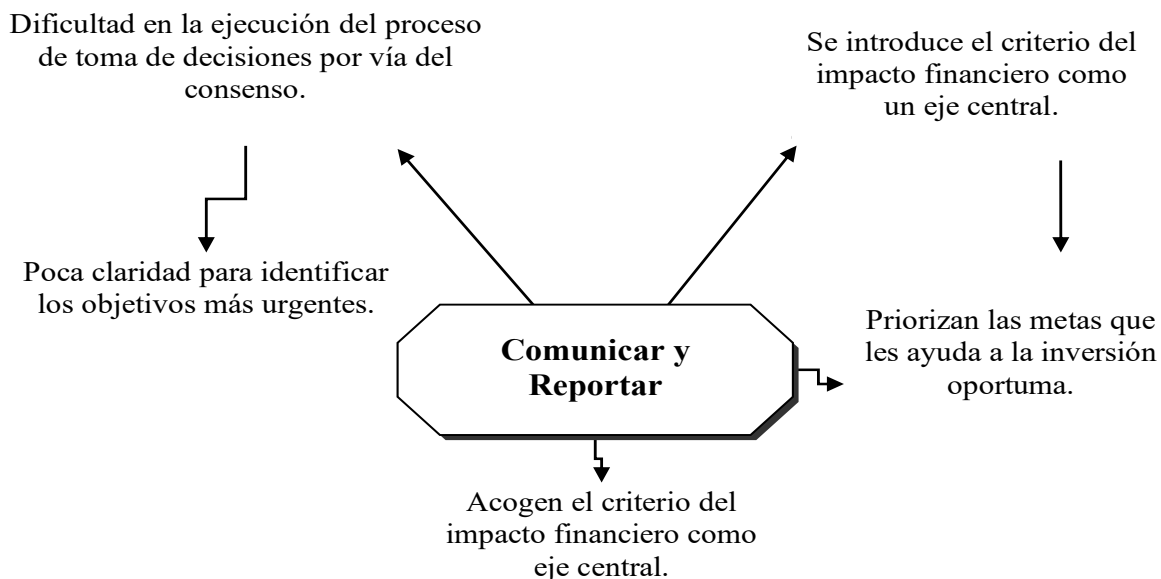 Dificultad en la ejecución del proceso
de toma de decisiones por vía del
consenso.
Se introduce el criterio del
impacto financiero como
un eje central.
Poca claridad para identificar
los objetivos más urgentes.
Comunicar y
Reportar
Priorizan las metas que
les ayuda a la inversión
oportuma.
Acogen el criterio del
impacto financiero como
eje central.